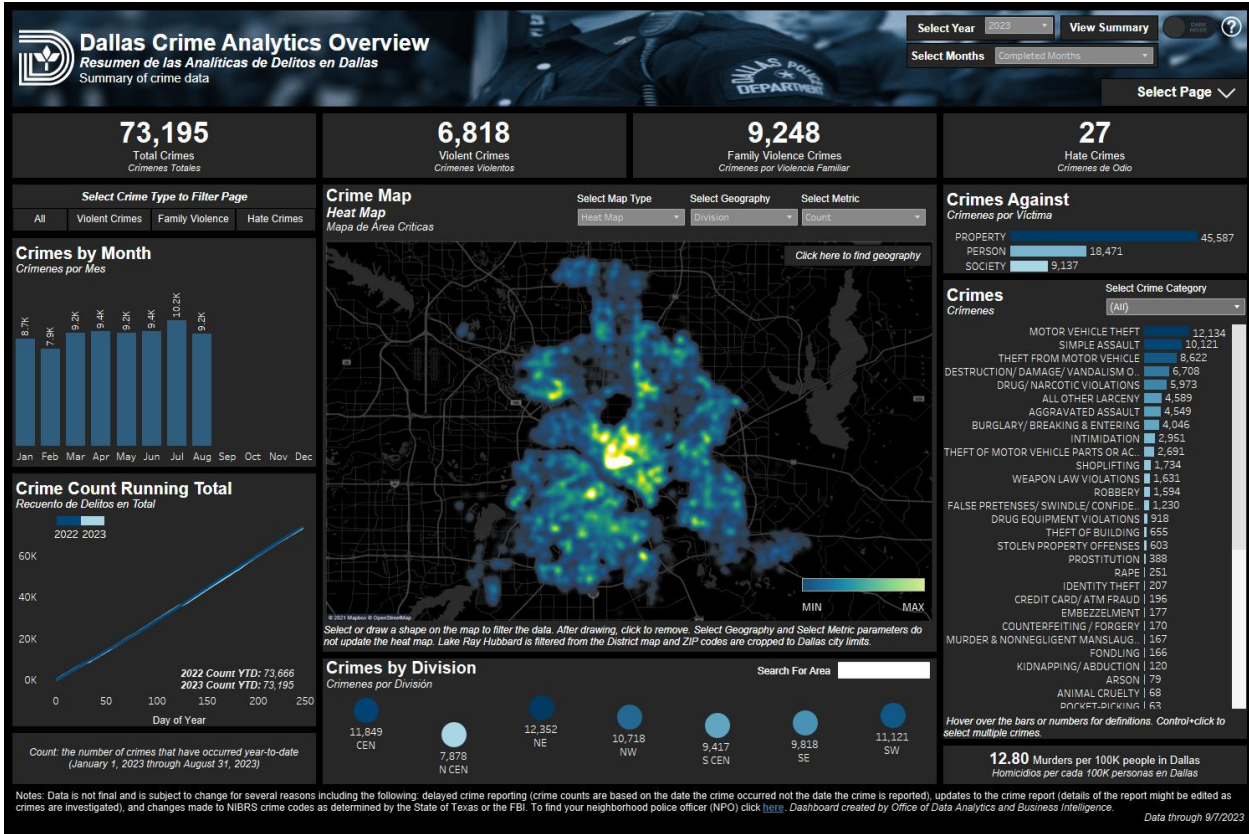 Dallas Crime Analytics Overview
Resumen de las Analíticas de Delitos en Dallas
Summary of crime data
DALLAS POLICE
DEPARTMENT
Select Year 2023 View Summary DARK MODE ?
Select Months Completed Months
Select Page
73,195
Total Crimes
Crímenes Totales
6,818
Violent Crimes
Crímenes Violentos
9,248
Family Violence Crimes
Crímenes por Violencia Familiar
27
Hate Crimes
Crímenes de Odio
Select Crime Type to Filter Page
All Violent Crimes Family Violence Hate Crimes
Crimes by Month
Crímenes por Mes
8.7K 7.9K 9.2K 9.4K 9.2K 9.4K 10.2K 9.2K
Jan Feb Mar Apr May Jun Jul Aug Sep Oct Nov Dec
Crime Count Running Total
Recuento de Delitos en Total
2022 2023
60K
40K
20K
0K
2022 Count YTD: 73,666
2023 Count YTD: 73,195
0 50 100 150 200 250
Day of Year
Count: the number of crimes that have occurred year-to-date
(January 1, 2023 through August 31, 2023)
Crime Map
Heat Map
Mapa de Área Criticas
Select Map Type Select Geography Select Metric
Heat Map Division Count
Click here to find geography
MIN MAX
© 2021 Mapbox © OpenStreetMap
Select or draw a shape on the map to filter the data. After drawing, click to remove. Select Geography and Select Metric parameters do
not update the heat map. Lake Ray Hubbard is filtered from the District map and ZIP codes are cropped to Dallas city limits.
Crimes by Division
Crimenes por División
Search For Area
11,849
CEN
7,878
N CEN
12,352
NE
10,718
NW
9,417
S CEN
9,818
SE
11,121
SW
Crimes Against
Crímenes por Víctima
PROPERTY 45,587
PERSON 18,471
SOCIETY 9,137
Crimes
Crímenes
Select Crime Category
(All)
MOTOR VEHICLE THEFT 12,134
SIMPLE ASSAULT 10,121
THEFT FROM MOTOR VEHICLE 8,622
DESTRUCTION/ DAMAGE/ VANDALISM O.. 6,708
DRUG/ NARCOTIC VIOLATIONS 5,973
ALL OTHER LARCENY 4,589
AGGRAVATED ASSAULT 4,549
BURGLARY/ BREAKING & ENTERING 4,046
INTIMIDATION 2,951
THEFT OF MOTOR VEHICLE PARTS OR AC.. 2,691
SHOPLIFTING 1,734
WEAPON LAW VIOLATIONS 1,631
ROBBERY 1,594
FALSE PRETENSES/ SWINDLE/ CONFIDE.. 1,230
DRUG EQUIPMENT VIOLATIONS 918
THEFT OF BUILDING 655
STOLEN PROPERTY OFFENSES 603
PROSTITUTION 388
RAPE 251
IDENTITY THEFT 207
CREDIT CARD/ ATM FRAUD 196
EMBEZZELMENT 177
COUNTERFEITING / FORGERY 170
MURDER & NONNEGLIGENT MANSLAUG.. 167
FONDLING 166
KIDNAPPING/ ABDUCTION 120
ARSON 79
ANIMAL CRUELTY 68
POCKET-PICKING 63
Hover over the bars or numbers for definitions. Control+click to
select multiple crimes.
12.80 Murders per 100K people in Dallas
Homicidios per cada 100K personas en Dallas
Notes: Data is not final and is subject to change for several reasons including the following: delayed crime reporting (crime counts are based on the date the crime occurred not the date the crime is reported), updates to the crime report (details of the report might be edited as
crimes are investigated), and changes made to NIBRS crime codes as determined by the State of Texas or the FBI. To find your neighborhood police officer (NPO) click here. Dashboard created by Office of Data Analytics and Business Intelligence.
Data through 9/7/2023